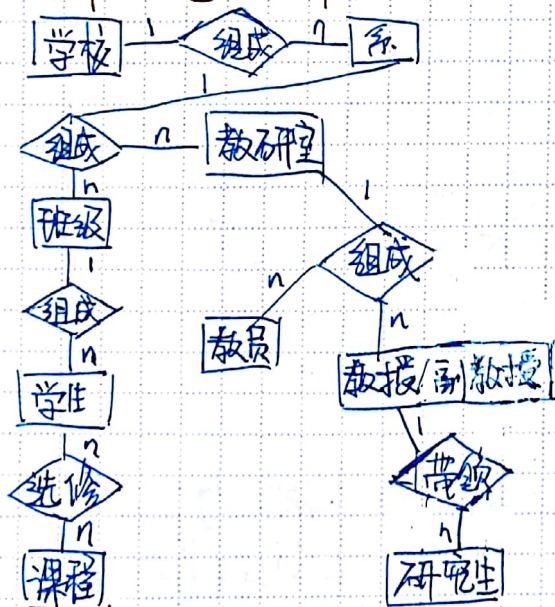 学校 1 组成 n 系
1
组成 n 教研室
n 1
班级
1 组成
组成 n n
n 教员 教授/副教授
学生
n 1
选修 带领
n n
课程 研究生